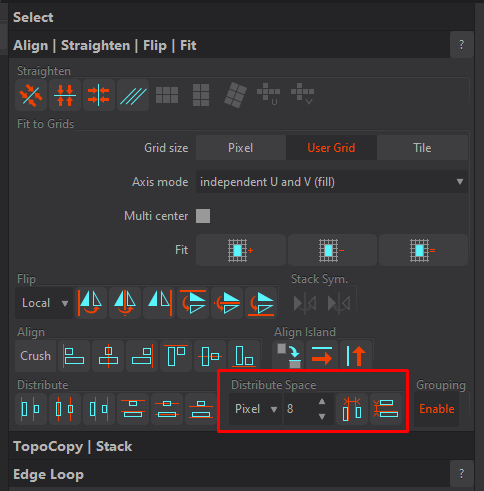 Select
Align | Straighten | Flip | Fit ?
Straighten
U V
Fit to Grids
Grid size Pixel User Grid Tile
Axis mode independent U and V (fill)
Multi center
Fit + - =
Flip Stack Sym.
Local
Align Align Island
Crush
Distribute Distribute Space Grouping
Pixel 8 Enable
TopoCopy | Stack
Edge Loop ?